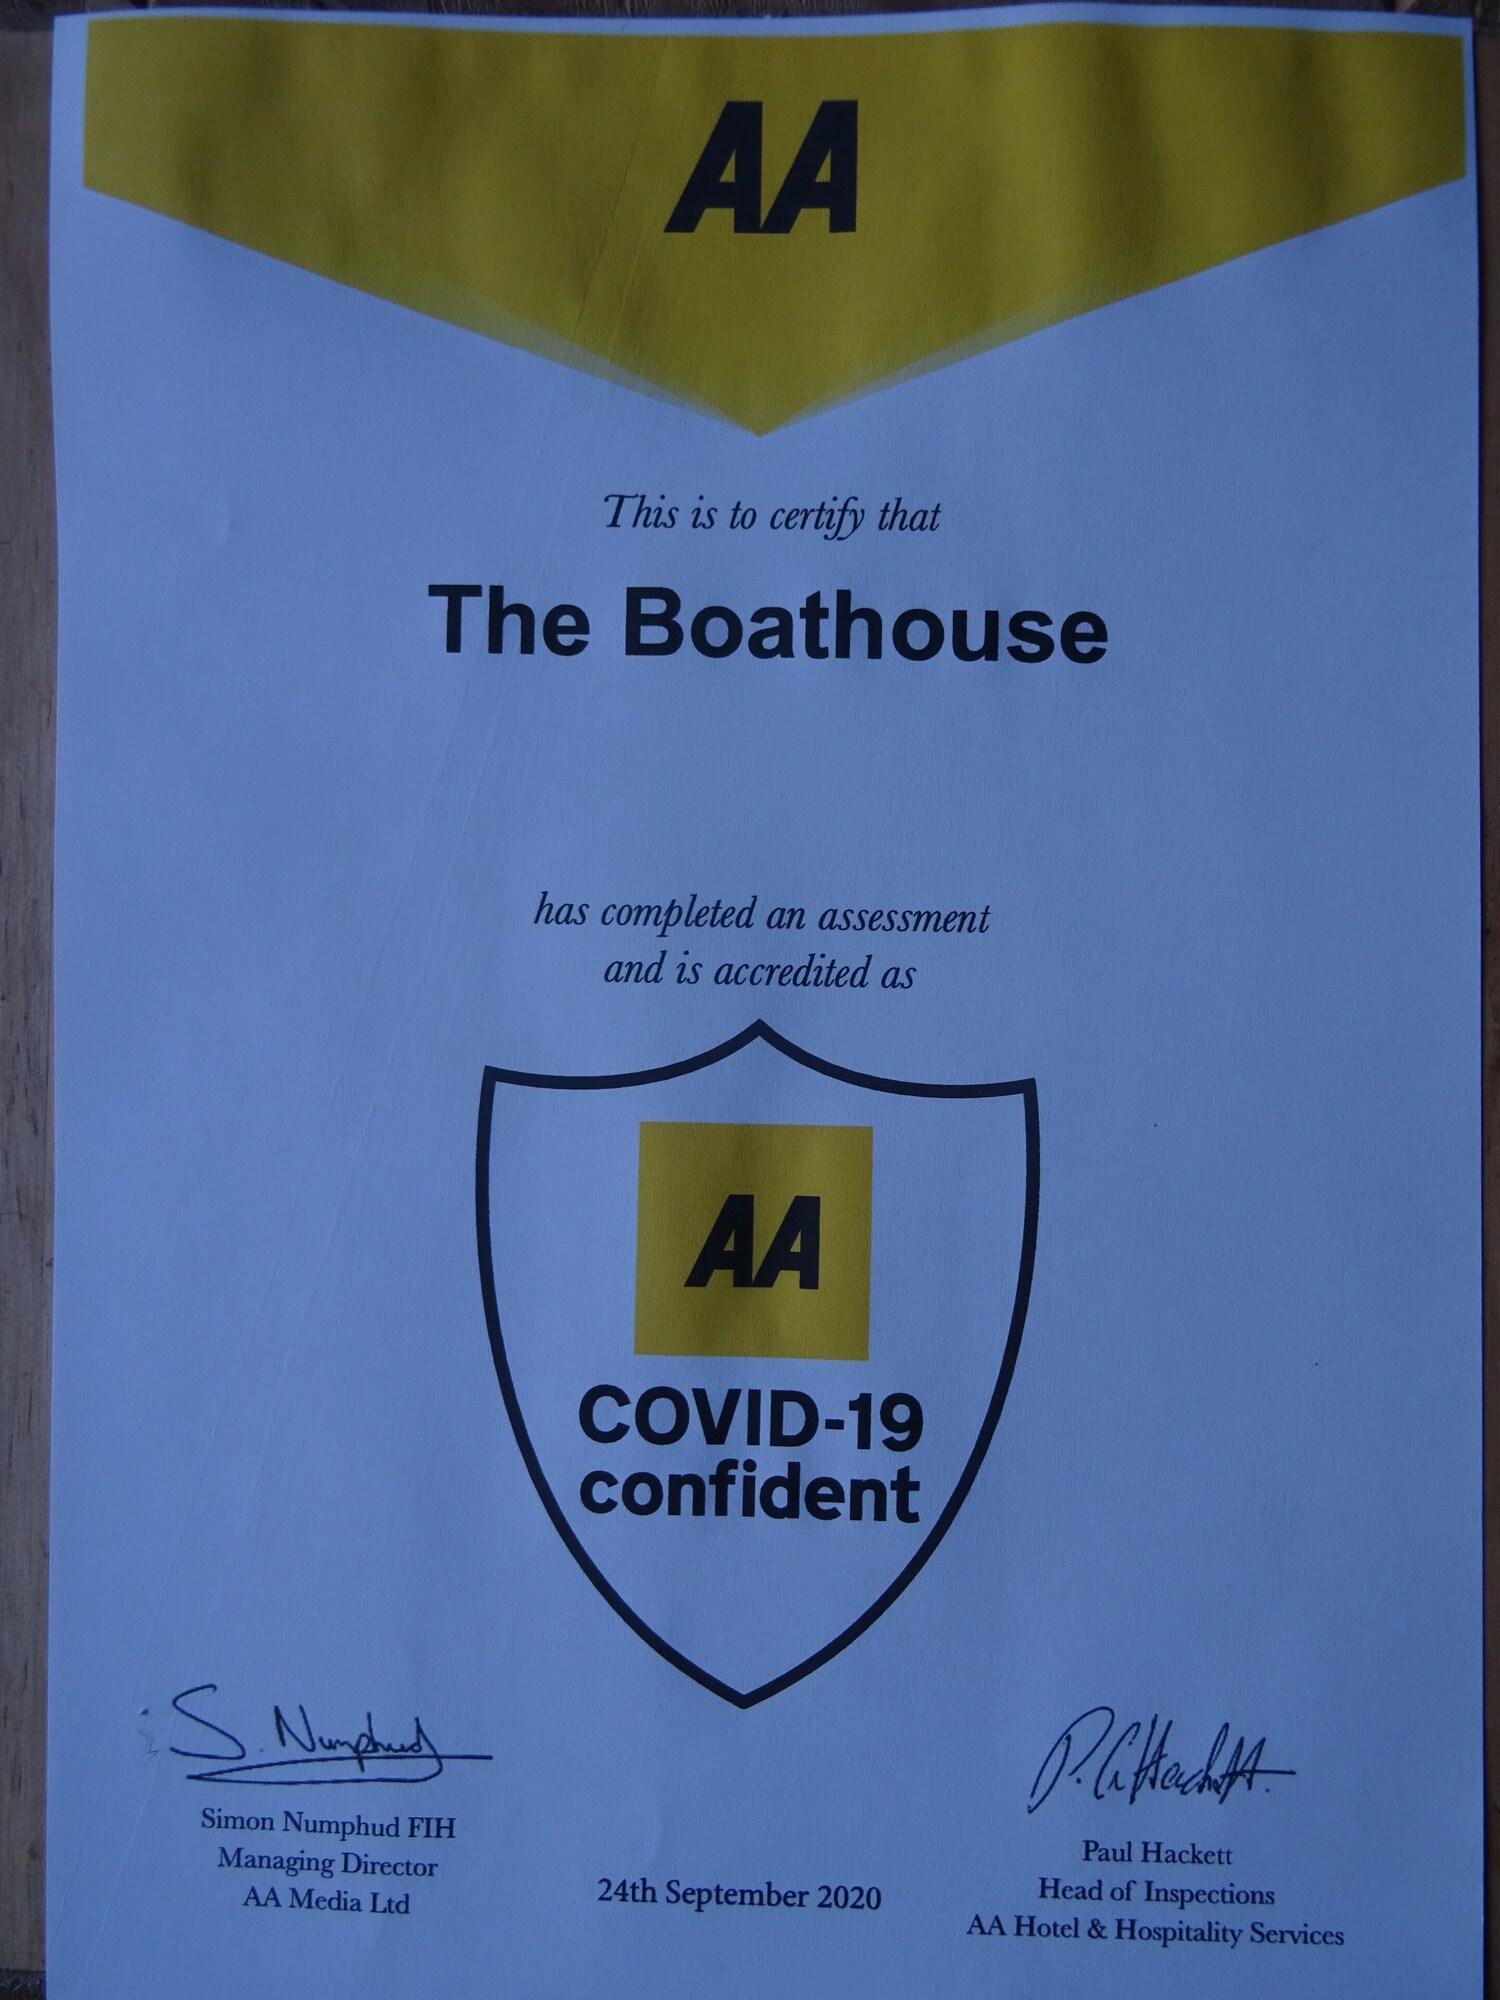 AA
This is to certify that
The Boathouse
has completed an assessment
and is accredited as
AA
COVID-19
confident
S. Numphud
P. G. Hackett.
Simon Numphud FIH
Managing Director
AA Media Ltd
24th September 2020
Paul Hackett
Head of Inspections
AA Hotel & Hospitality Services